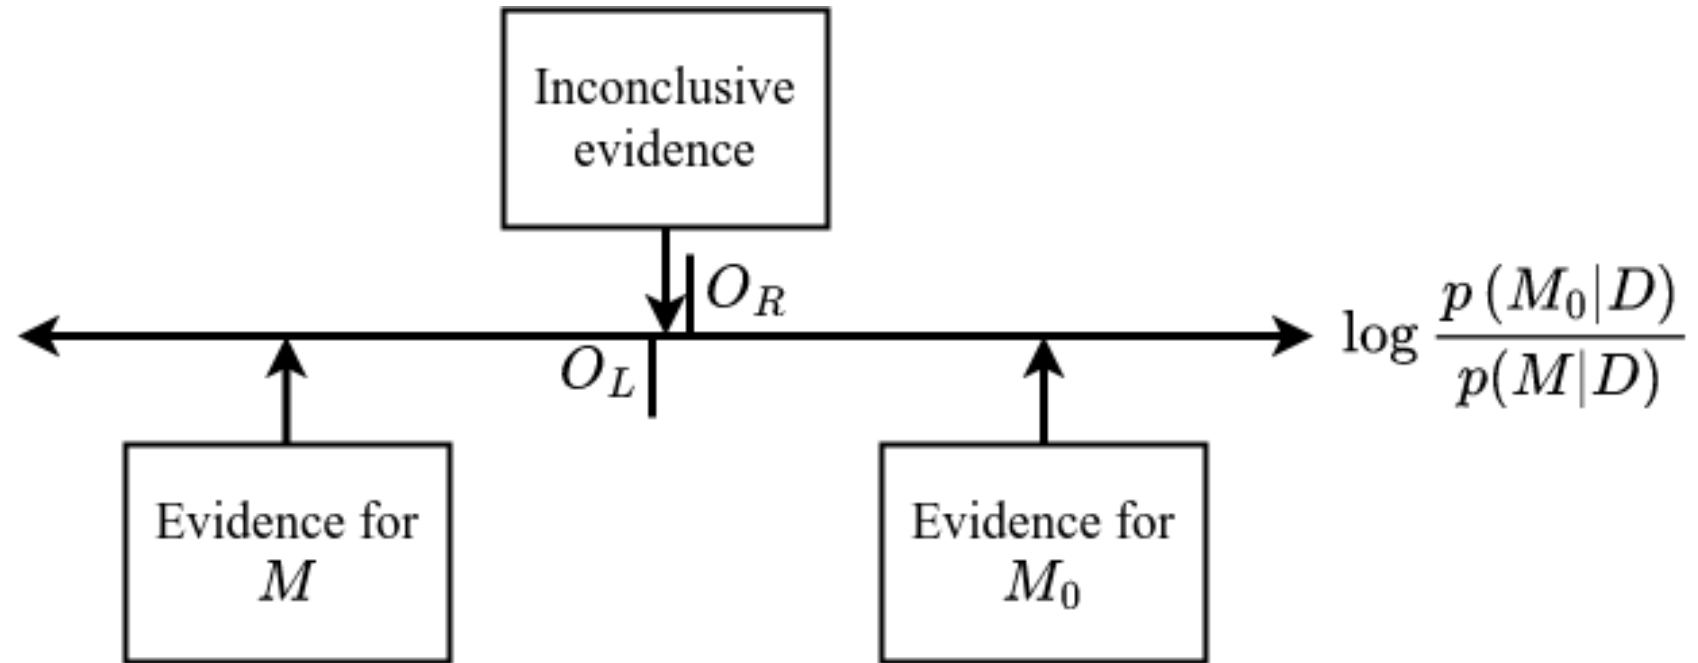 Inconclusive
evidence
O_R
O_L
log p(M_0|D) / p(M|D)
Evidence for
M
Evidence for
M_0